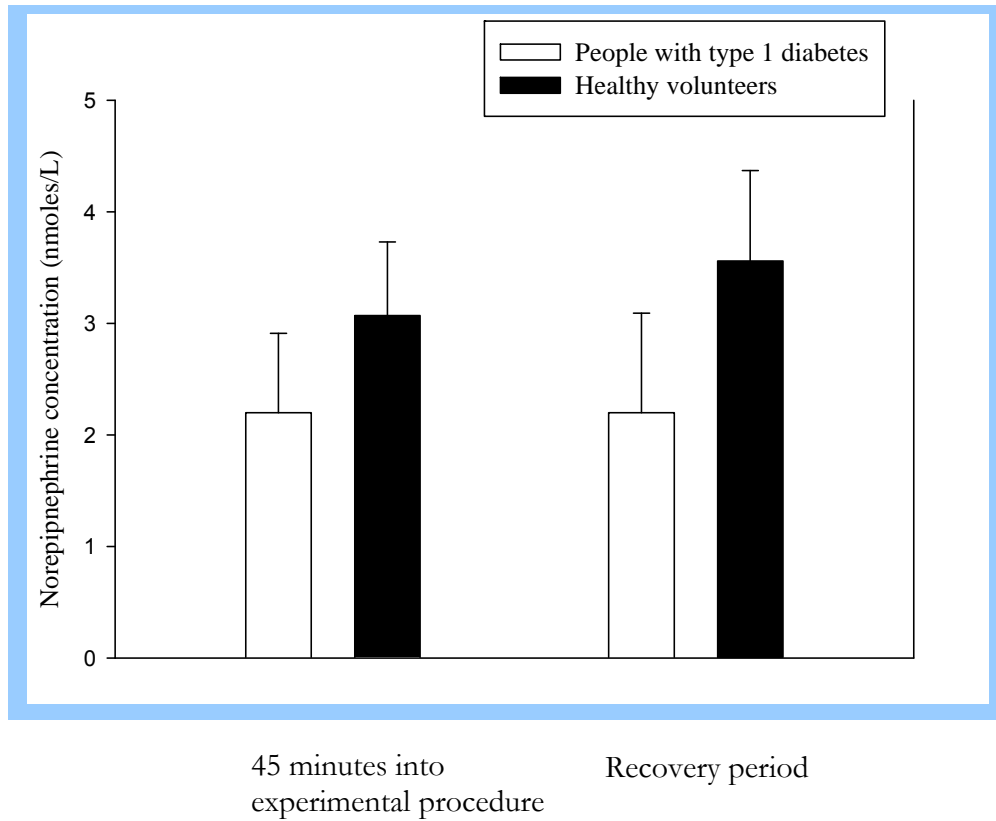 People with type 1 diabetes
Healthy volunteers
Norepipnephrine concentration (nmoles/L)
5
4
3
2
1
0
45 minutes into
experimental procedure
Recovery period